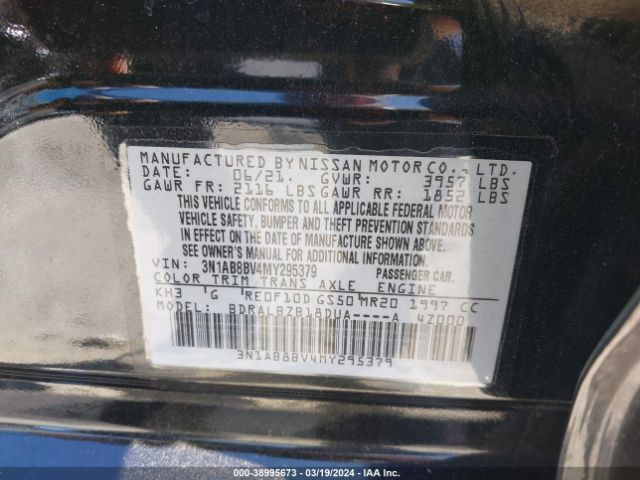 MANUFACTURED BY NISSAN MOTOR CO., LTD.
DATE: 06/21. GVWR: 3957 LBS
GAWR FR: 2116 LBS GAWR RR: 1852 LBS
THIS VEHICLE CONFORMS TO ALL APPLICABLE FEDERAL MOTOR
VEHICLE SAFETY, BUMPER AND THEFT PREVENTION STANDARDS
IN EFFECT ON THE DATE OF MANUFACTURE SHOWN ABOVE.
SEE OWNER'S MANUAL FOR ADDITIONAL INFORMATION.
VIN: 3N1AB8BV4MY295379 PASSENGER CAR.
COLOR TRIM TRANS AXLE ENGINE
KH3 G RE0F10D GS50 MR20 1997 CC
MODEL: BDRALBZB18DUA----A 4Z000
3N1AB8BV4MY295379
00-38995673 - 03/19/2024 - IAA Inc.